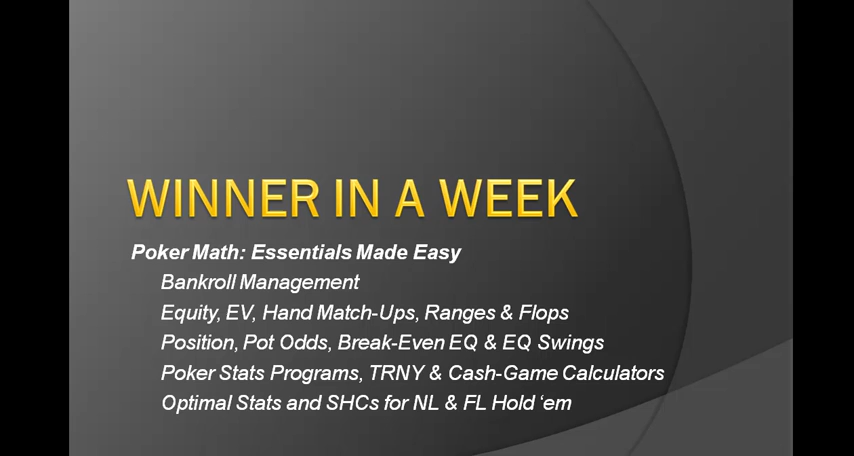 WINNER IN A WEEK
Poker Math: Essentials Made Easy
Bankroll Management
Equity, EV, Hand Match-Ups, Ranges & Flops
Position, Pot Odds, Break-Even EQ & EQ Swings
Poker Stats Programs, TRNY & Cash-Game Calculators
Optimal Stats and SHCs for NL & FL Hold ‘em